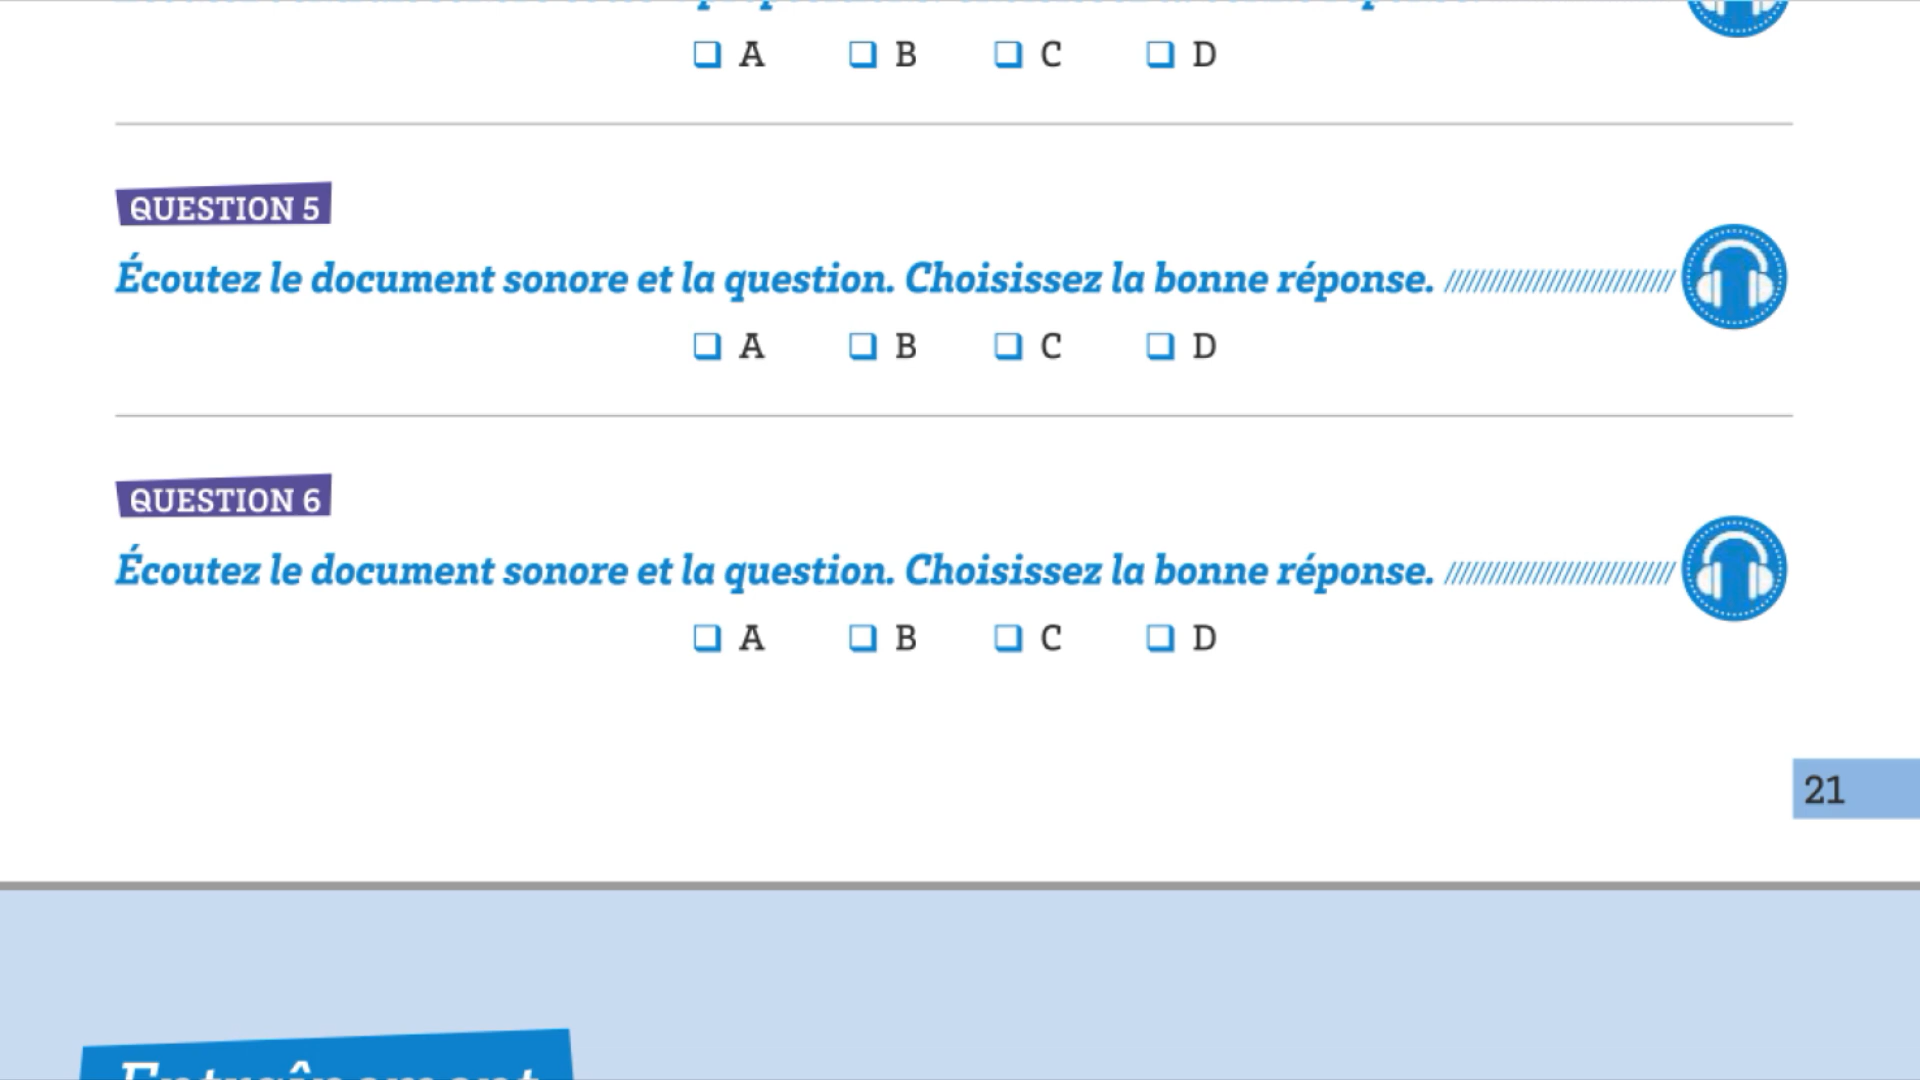 ❏ A ❏ B ❏ C ❏ D
QUESTION 5
Écoutez le document sonore et la question. Choisissez la bonne réponse. ////////////////////////////////
❏ A ❏ B ❏ C ❏ D
QUESTION 6
Écoutez le document sonore et la question. Choisissez la bonne réponse. ////////////////////////////////
❏ A ❏ B ❏ C ❏ D
21
Entraînement